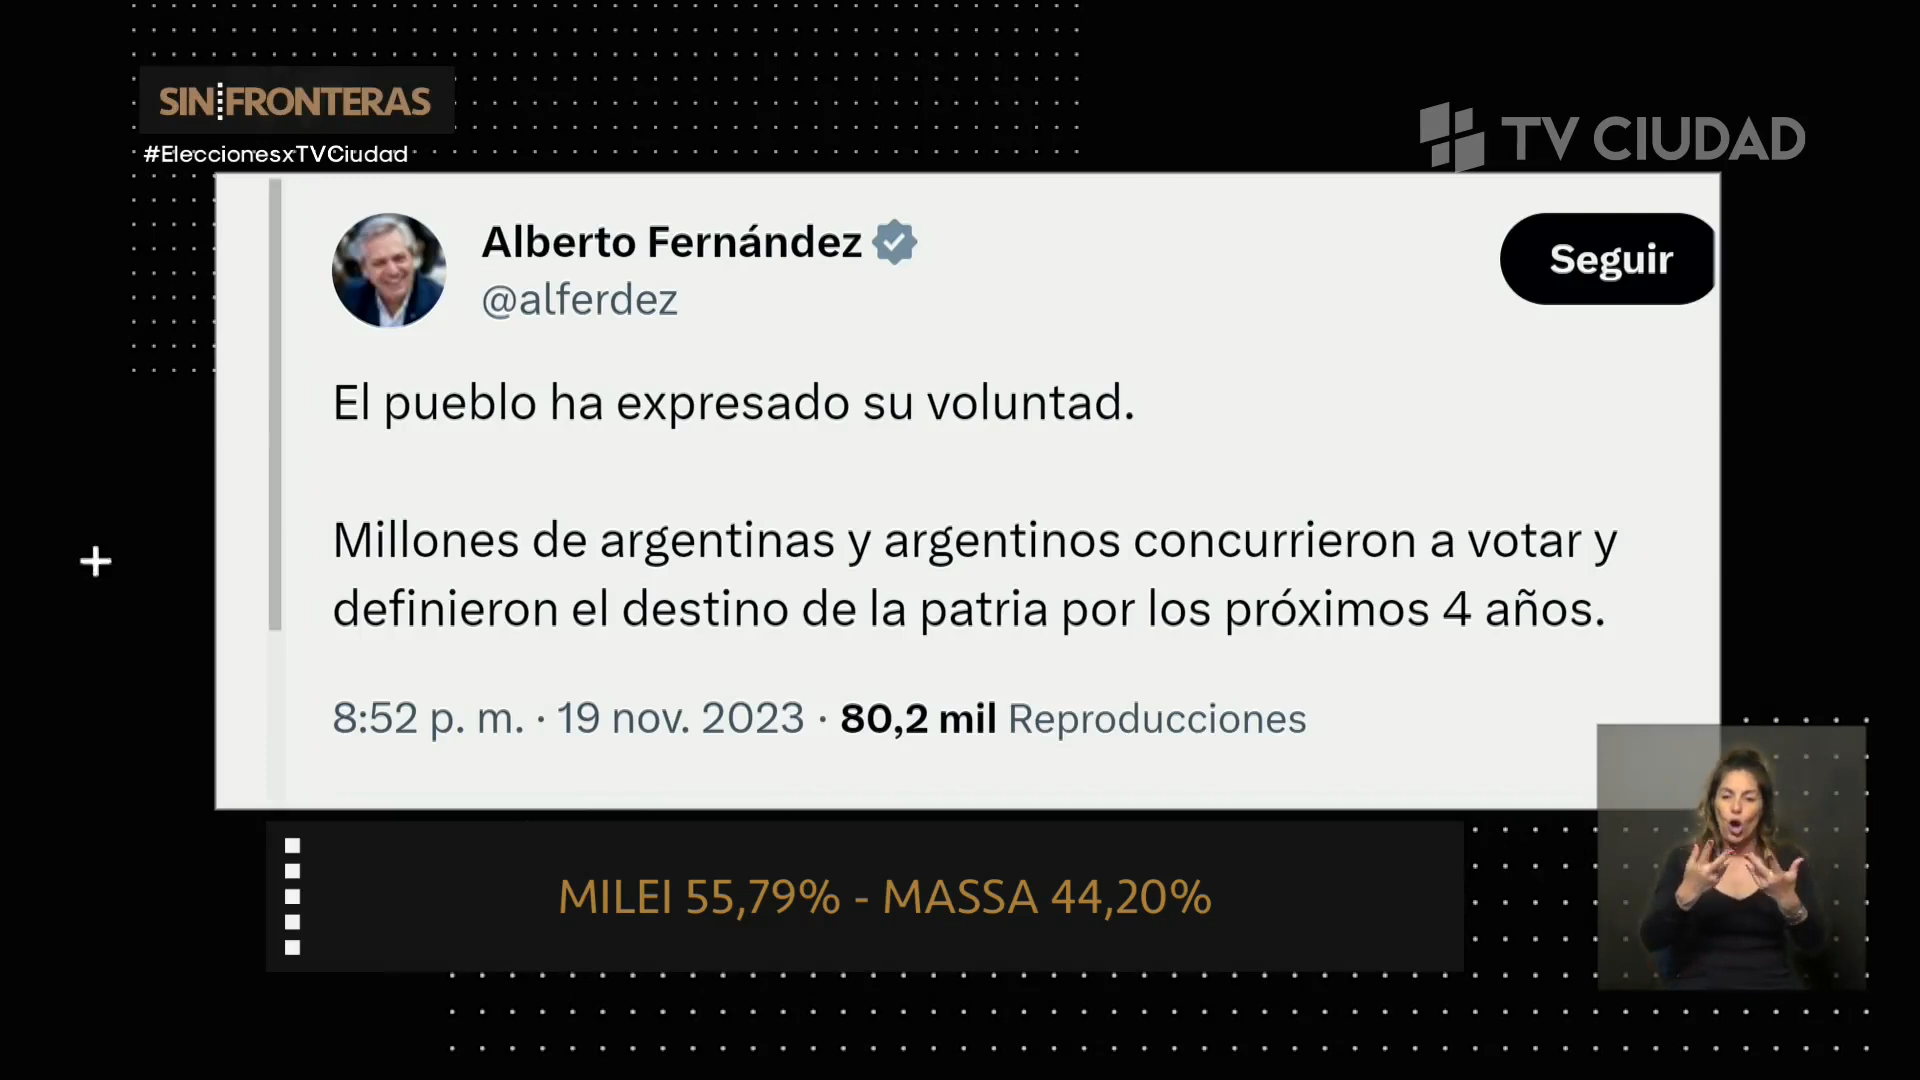 SIN FRONTERAS
#EleccionesxTVCiudad
TV CIUDAD
Alberto Fernández
@alferdez
Seguir
El pueblo ha expresado su voluntad.
Millones de argentinas y argentinos concurrieron a votar y
definieron el destino de la patria por los próximos 4 años.
8:52 p. m. · 19 nov. 2023 · 80,2 mil Reproducciones
MILEI 55,79% - MASSA 44,20%